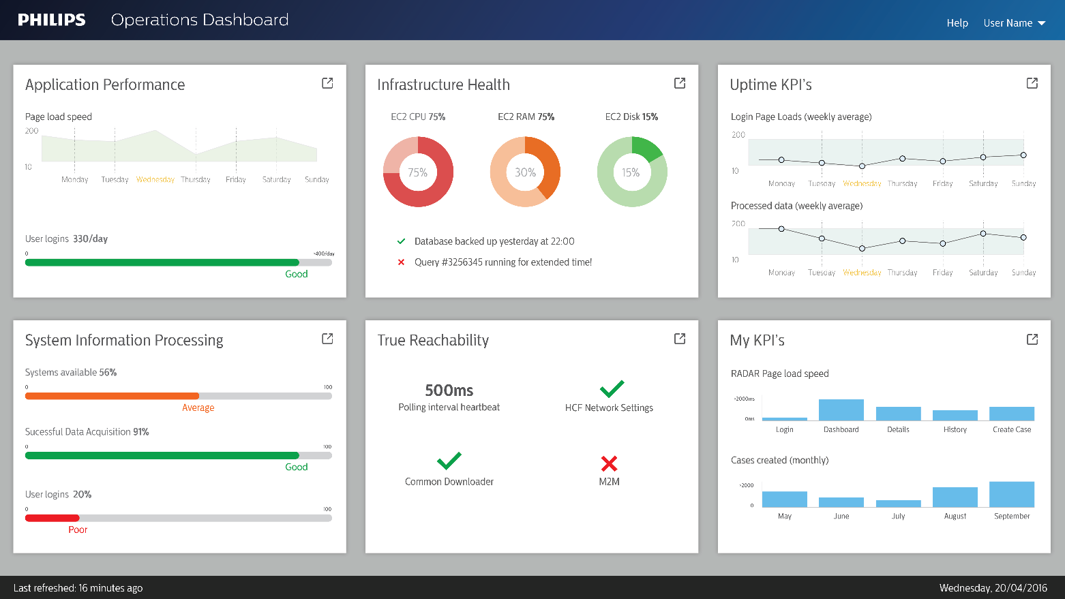 PHILIPS Operations Dashboard Help User Name
Application Performance
Page load speed
200
10
Monday Tuesday Wednesday Thursday Friday Saturday Sunday
User logins 330/day
0 ~400/day
Good
Infrastructure Health
EC2 CPU 75% EC2 RAM 75% EC2 Disk 15%
75% 30% 15%
Database backed up yesterday at 22:00
Query #3256345 running for extended time!
Uptime KPI's
Login Page Loads (weekly average)
200
10
Monday Tuesday Wednesday Thursday Friday Saturday Sunday
Processed data (weekly average)
200
10
Monday Tuesday Wednesday Thursday Friday Saturday Sunday
System Information Processing
Systems available 56%
0 100
Average
Sucessful Data Acquisition 91%
0 100
Good
User logins 20%
0 100
Poor
True Reachability
500ms
Polling interval heartbeat
HCF Network Settings
Common Downloader
M2M
My KPI's
RADAR Page load speed
~2000ms
0ms
Login Dashboard Details History Create Case
Cases created (monthly)
~2000
0
May June July August September
Last refreshed: 16 minutes ago Wednesday, 20/04/2016